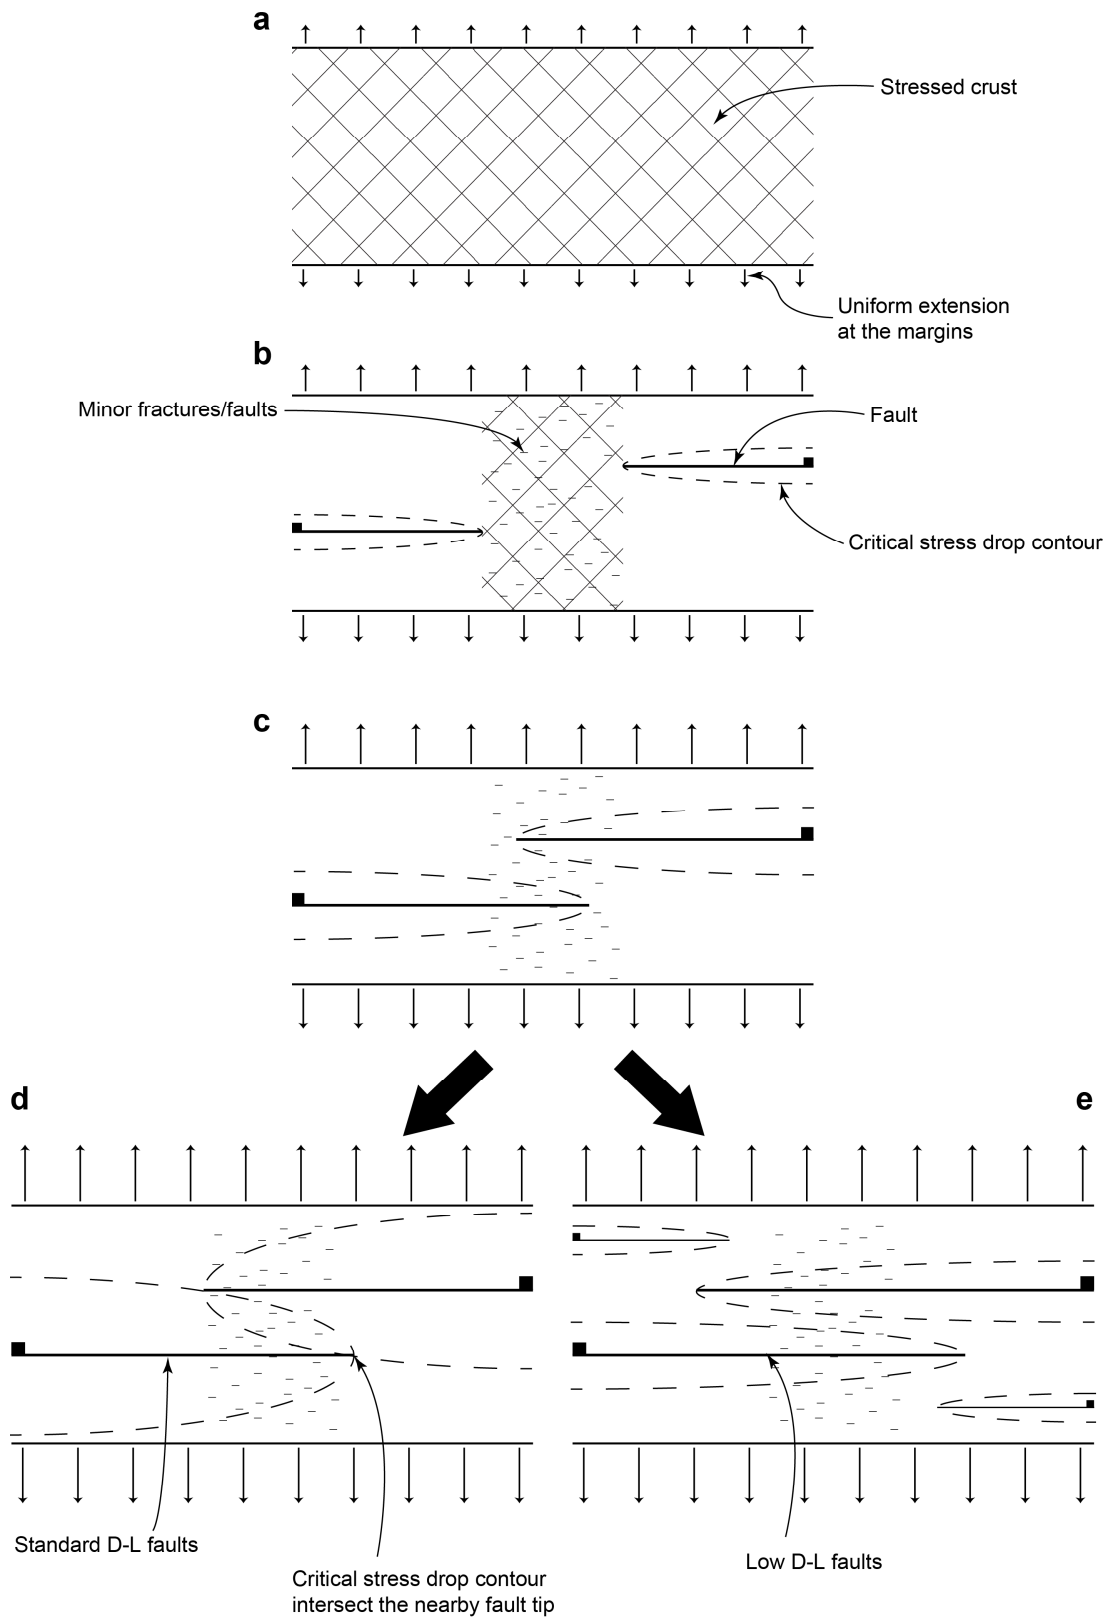 a
Stressed crust
Uniform extension
at the margins
b
Minor fractures/faults
Fault
Critical stress drop contour
c
d
e
Standard D-L faults
Critical stress drop contour
intersect the nearby fault tip
Low D-L faults